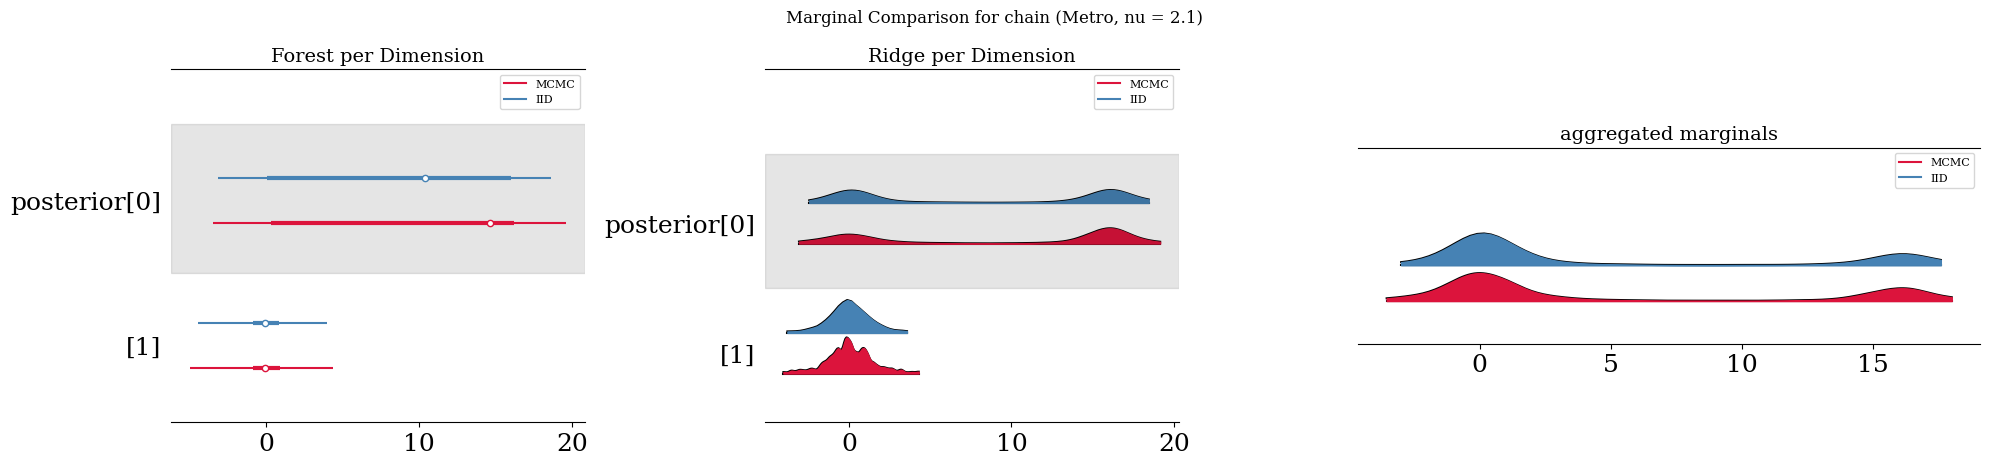 Marginal Comparison for chain (Metro, nu = 2.1)
Forest per Dimension
MCMC
IID
posterior[0]
[1]
0 10 20
Ridge per Dimension
MCMC
IID
posterior[0]
[1]
0 10 20
aggregated marginals
MCMC
IID
0 5 10 15